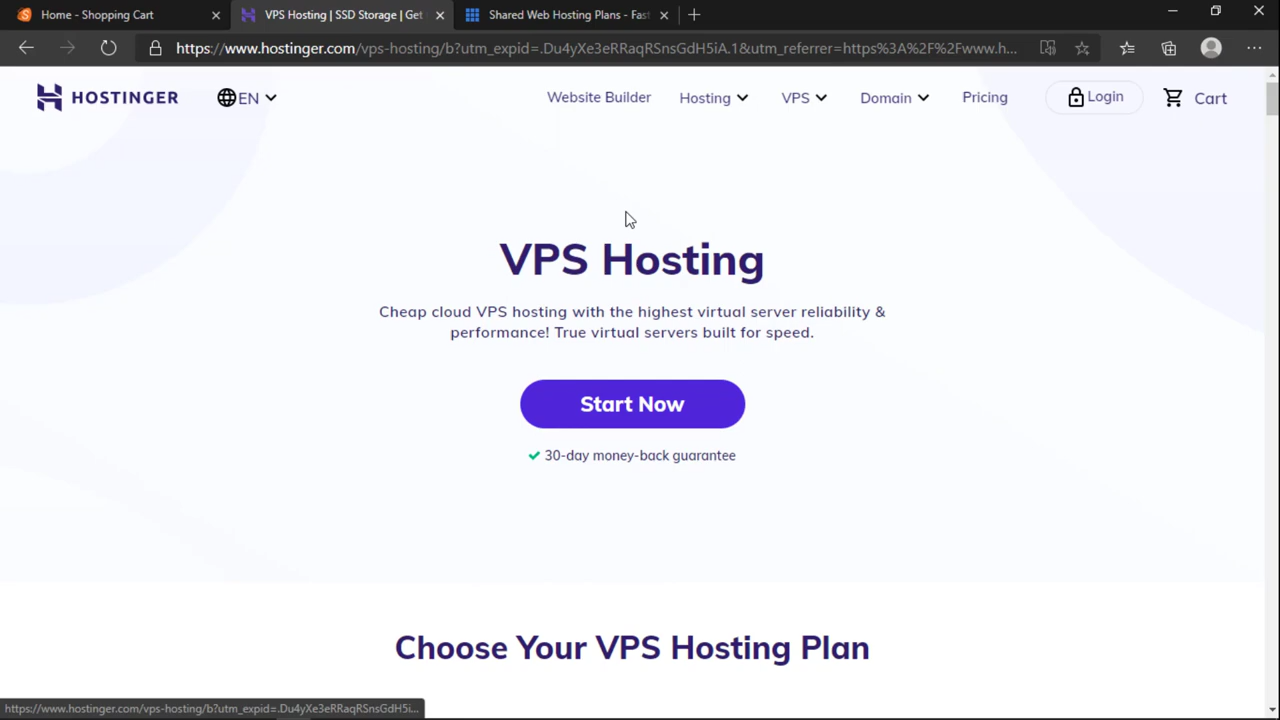 Home - Shopping Cart
VPS Hosting | SSD Storage | Get
Shared Web Hosting Plans - Fast
https://www.hostinger.com/vps-hosting/b?utm_expid=.Du4yXe3eRRaqRSnsGdH5iA.1&utm_referrer=https%3A%2F%2Fwww.h...
HOSTINGER
EN
Website Builder
Hosting
VPS
Domain
Pricing
Login
Cart
VPS Hosting
Cheap cloud VPS hosting with the highest virtual server reliability &
performance! True virtual servers built for speed.
Start Now
30-day money-back guarantee
Choose Your VPS Hosting Plan
https://www.hostinger.com/vps-hosting/b?utm_expid=.Du4yXe3eRRaqRSnsGdH5i...